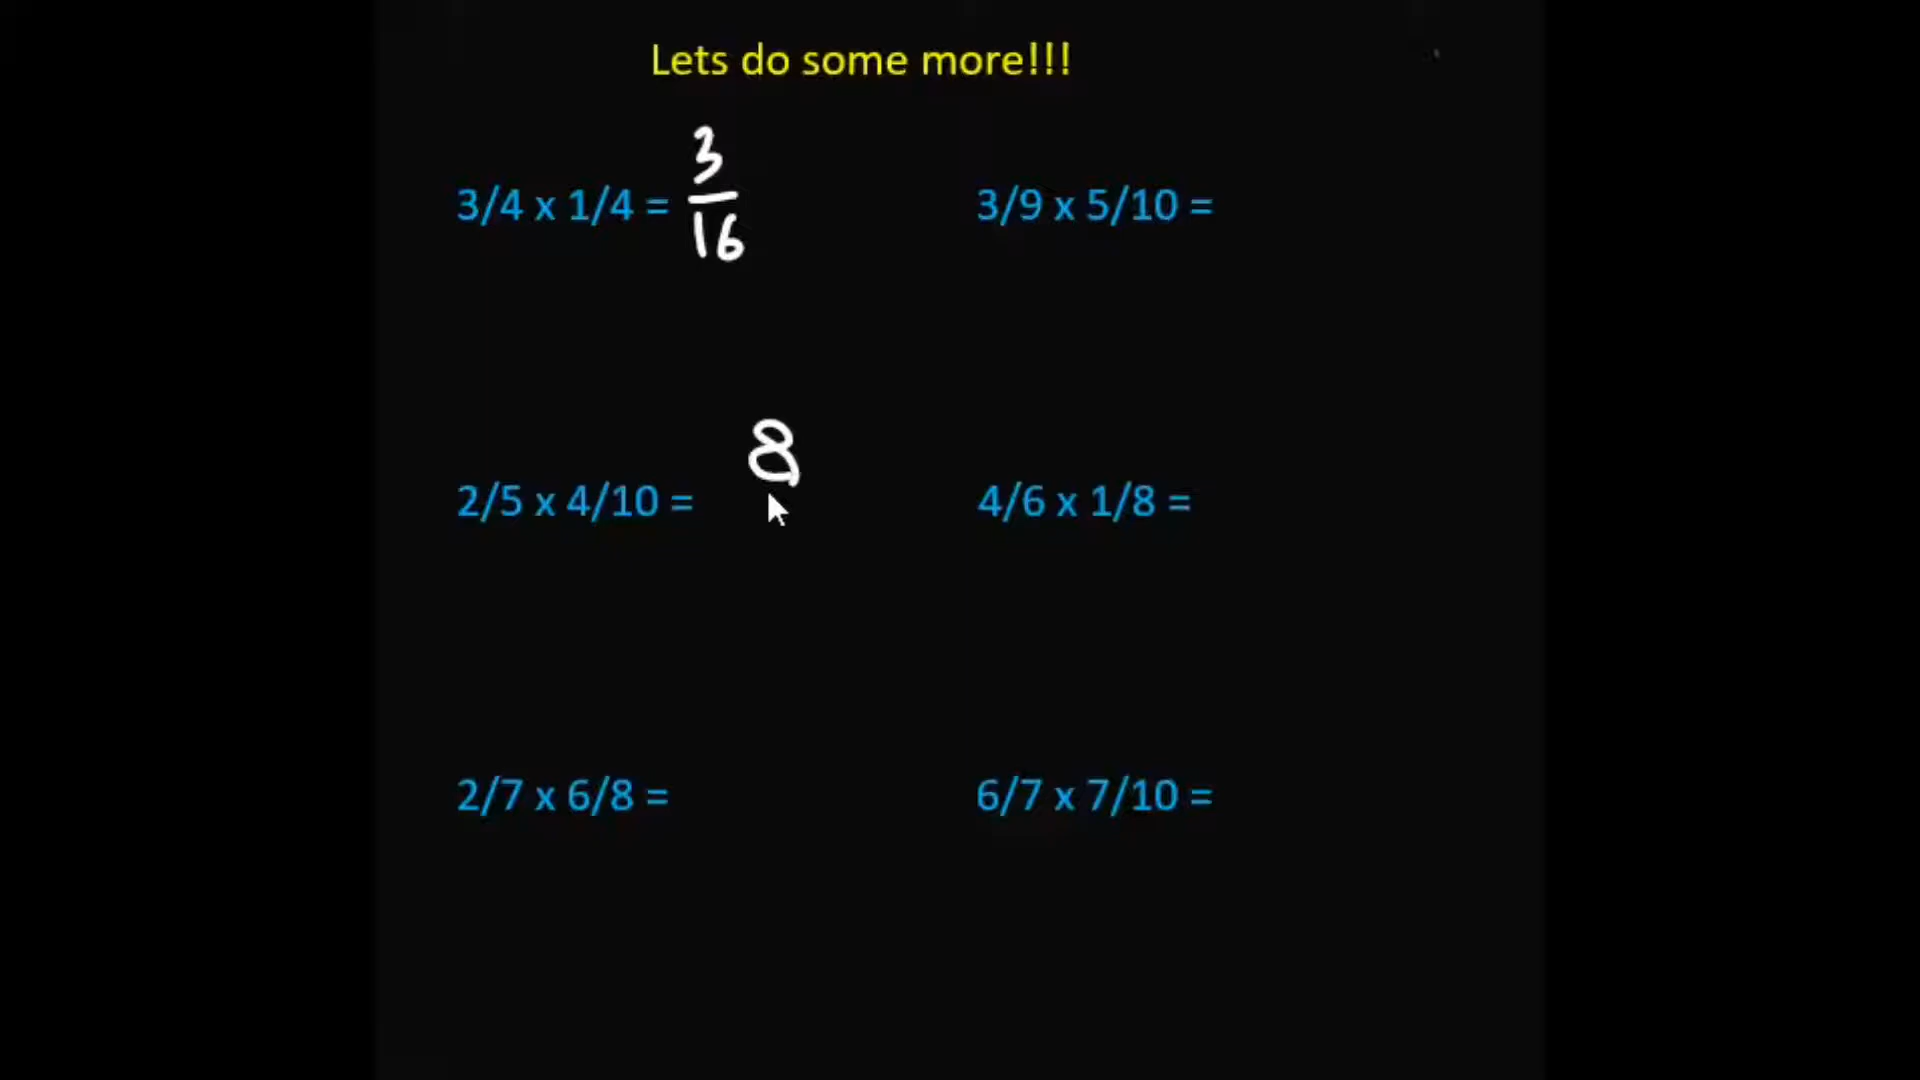 Lets do some more!!!
3/4 x 1/4 = 3/16
3/9 x 5/10 =
2/5 x 4/10 = 8
4/6 x 1/8 =
2/7 x 6/8 =
6/7 x 7/10 =